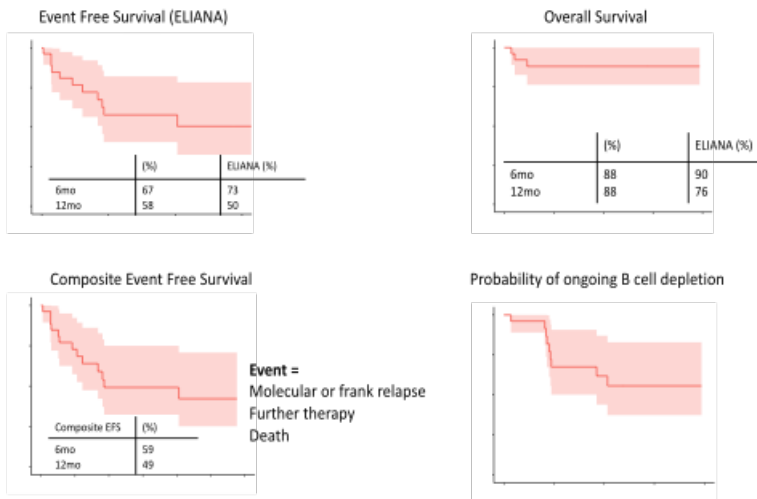 Event Free Survival (ELIANA)
(%) ELIANA (%)
6mo 67 73
12mo 58 50
Overall Survival
(%) ELIANA (%)
6mo 88 90
12mo 88 76
Composite Event Free Survival
Composite EFS (%)
6mo 59
12mo 49
Event =
Molecular or frank relapse
Further therapy
Death
Probability of ongoing B cell depletion